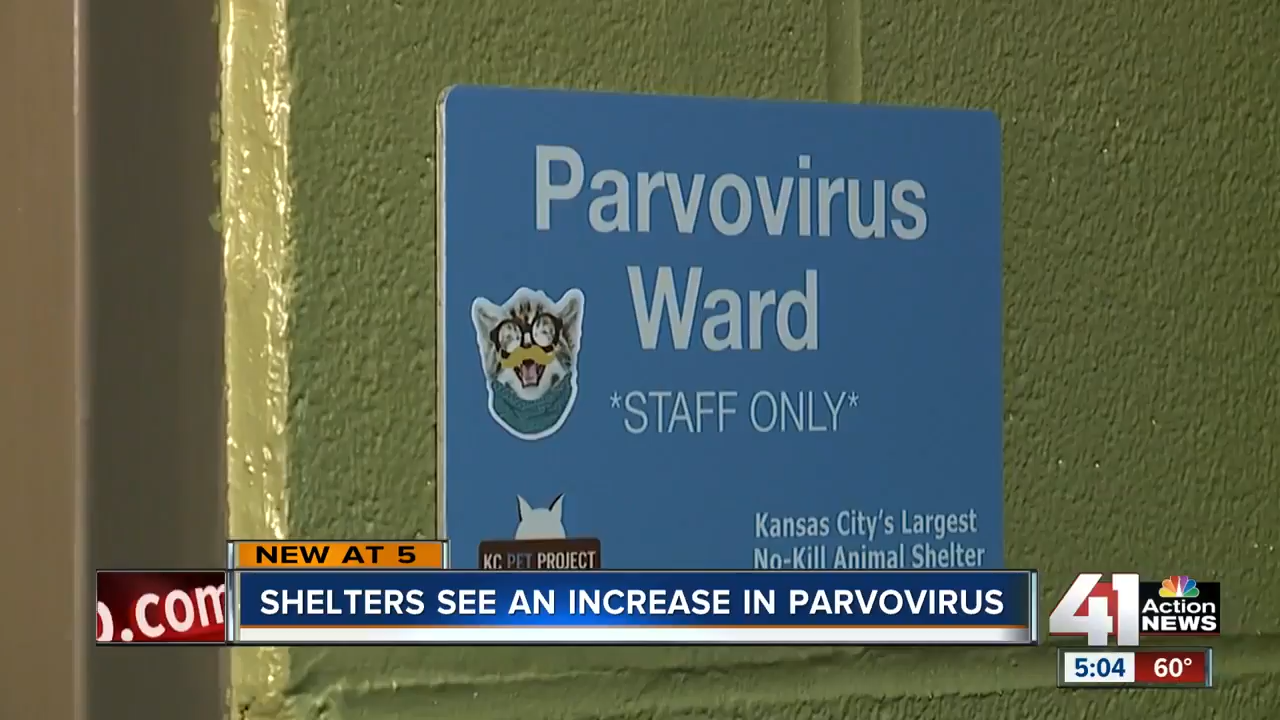 Parvovirus
Ward
*STAFF ONLY*
Kansas City's Largest
No-Kill Animal Shelter
KC PET PROJECT
NEW AT 5
.com
SHELTERS SEE AN INCREASE IN PARVOVIRUS
41
Action
NEWS
5:04 60°